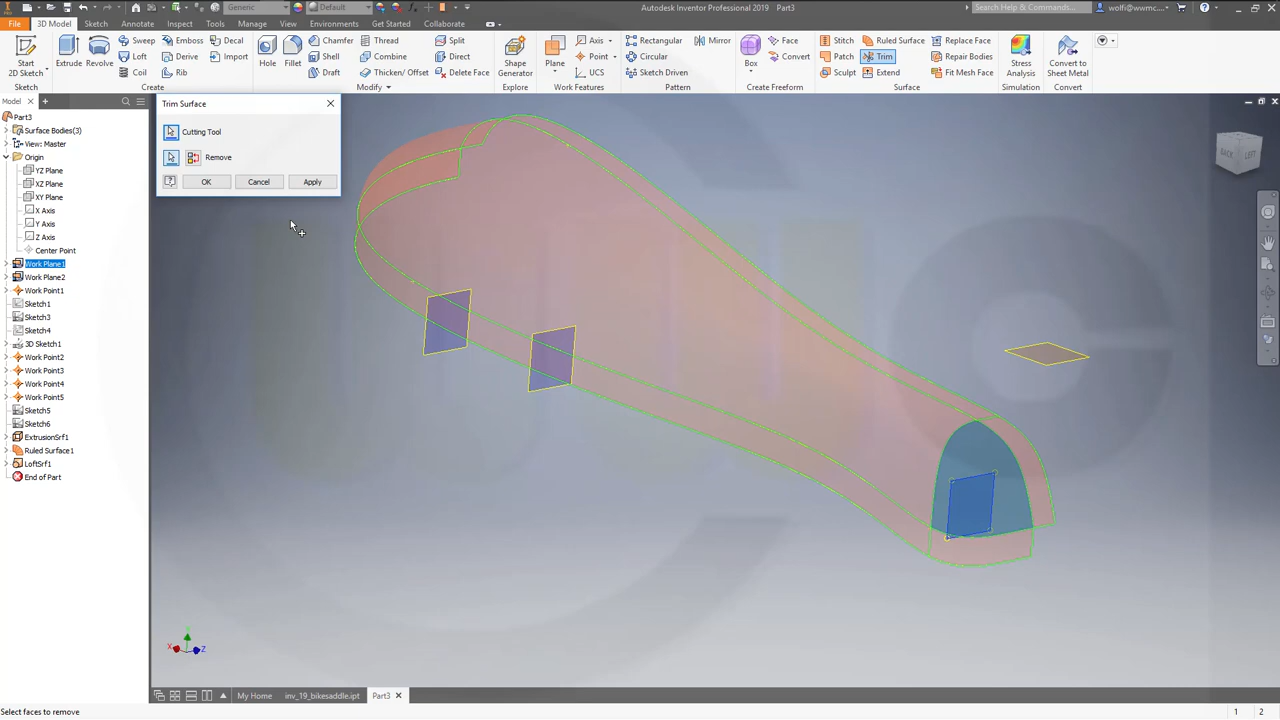 Generic
Default
Autodesk Inventor Professional 2019 Part3
Search Help & Commands...
wolfi@wwmc...
File
3D Model
Sketch
Annotate
Inspect
Tools
Manage
View
Environments
Get Started
Collaborate
Start
2D Sketch
Extrude
Revolve
Sweep
Loft
Coil
Emboss
Derive
Rib
Decal
Import
Hole
Fillet
Chamfer
Shell
Draft
Thread
Combine
Thicken/ Offset
Split
Direct
Delete Face
Shape
Generator
Plane
Axis
Point
UCS
Rectangular
Circular
Sketch Driven
Mirror
Box
Face
Convert
Stitch
Patch
Sculpt
Ruled Surface
Trim
Extend
Replace Face
Repair Bodies
Fit Mesh Face
Stress
Analysis
Convert to
Sheet Metal
Sketch
Create
Modify
Explore
Work Features
Pattern
Create Freeform
Surface
Simulation
Convert
Model
Part3
Surface Bodies(3)
View: Master
Origin
YZ Plane
XZ Plane
XY Plane
X Axis
Y Axis
Z Axis
Center Point
Work Plane1
Work Plane2
Work Point1
Sketch1
Sketch3
Sketch4
3D Sketch1
Work Point2
Work Point3
Work Point4
Work Point5
Sketch5
Sketch6
ExtrusionSrf1
Ruled Surface1
LoftSrf1
End of Part
Trim Surface
Cutting Tool
Remove
OK
Cancel
Apply
BACK
LEFT
X
Y
Z
My Home
inv_19_bikesaddle.ipt
Part3
Select faces to remove
1
2